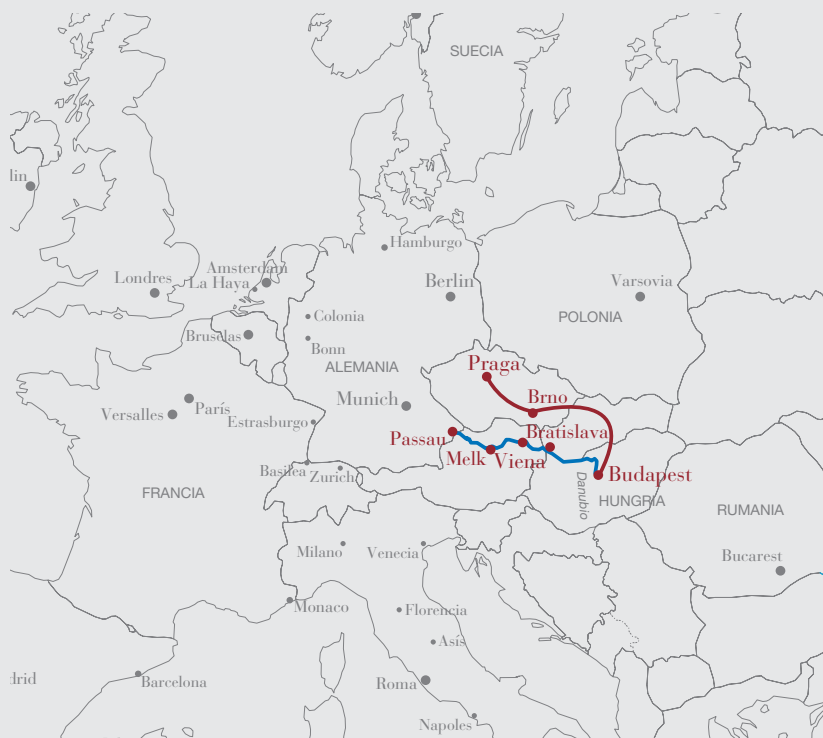 SUECIA
lin
Hamburgo
Londres
Amsterdam
La Haya
Berlin
Varsovia
Colonia
POLONIA
Bruselas
Bonn
ALEMANIA
Praga
Munich
Brno
Versalles
París
Estrasburgo
Passau
Bratislava
Melk
Viena
Basilea
Zurich
Budapest
Danubio
FRANCIA
HUNGRIA
RUMANIA
Milano
Venecia
Bucarest
Monaco
Florencia
Asís
drid
Barcelona
Roma
Napoles